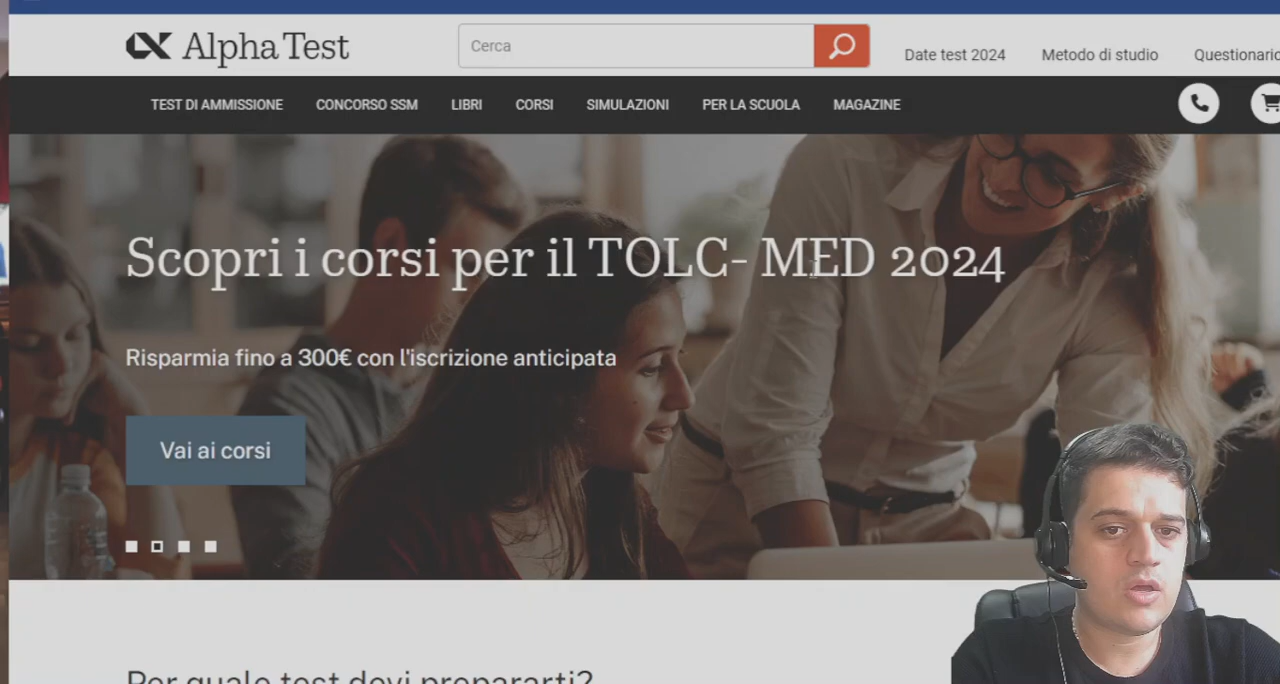 Alpha Test
Cerca
Date test 2024
Metodo di studio
Questionario
TEST DI AMMISSIONE
CONCORSO SSM
LIBRI
CORSI
SIMULAZIONI
PER LA SCUOLA
MAGAZINE
Scopri i corsi per il TOLC- MED 2024
Risparmia fino a 300€ con l'iscrizione anticipata
Vai ai corsi
Per quale test devi prepararti?